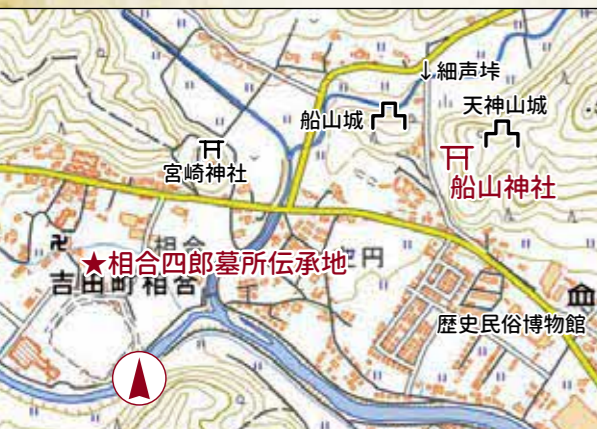 ↓細声垰
天神山城
船山城
宮崎神社
船山神社
相合
★相合四郎墓所伝承地
吉田町相合
歴史民俗博物館